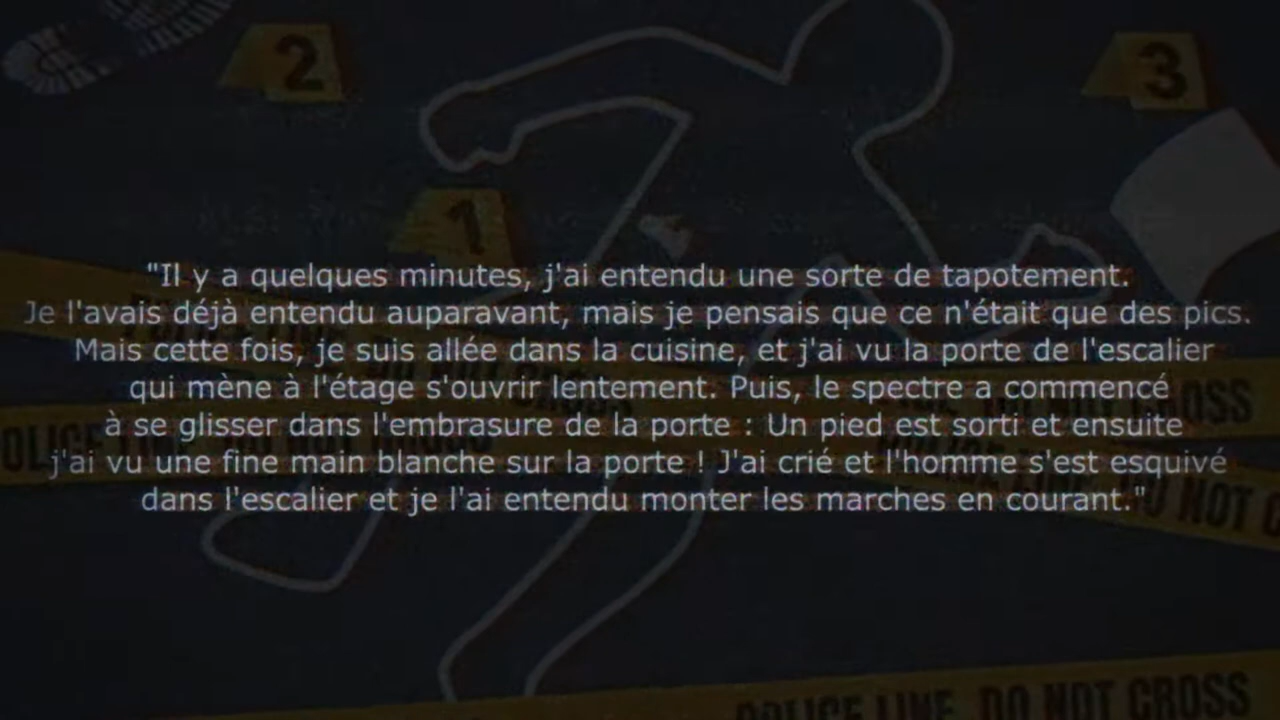 2
3
1
"Il y a quelques minutes, j'ai entendu une sorte de tapotement.
Je l'avais déjà entendu auparavant, mais je pensais que ce n'était que des pics.
Mais cette fois, je suis allée dans la cuisine, et j'ai vu la porte de l'escalier
qui mène à l'étage s'ouvrir lentement. Puis, le spectre a commencé
à se glisser dans l'embrasure de la porte : Un pied est sorti et ensuite
j'ai vu une fine main blanche sur la porte ! J'ai crié et l'homme s'est esquivé
dans l'escalier et je l'ai entendu monter les marches en courant."
POLICE LINE DO NOT CROSS